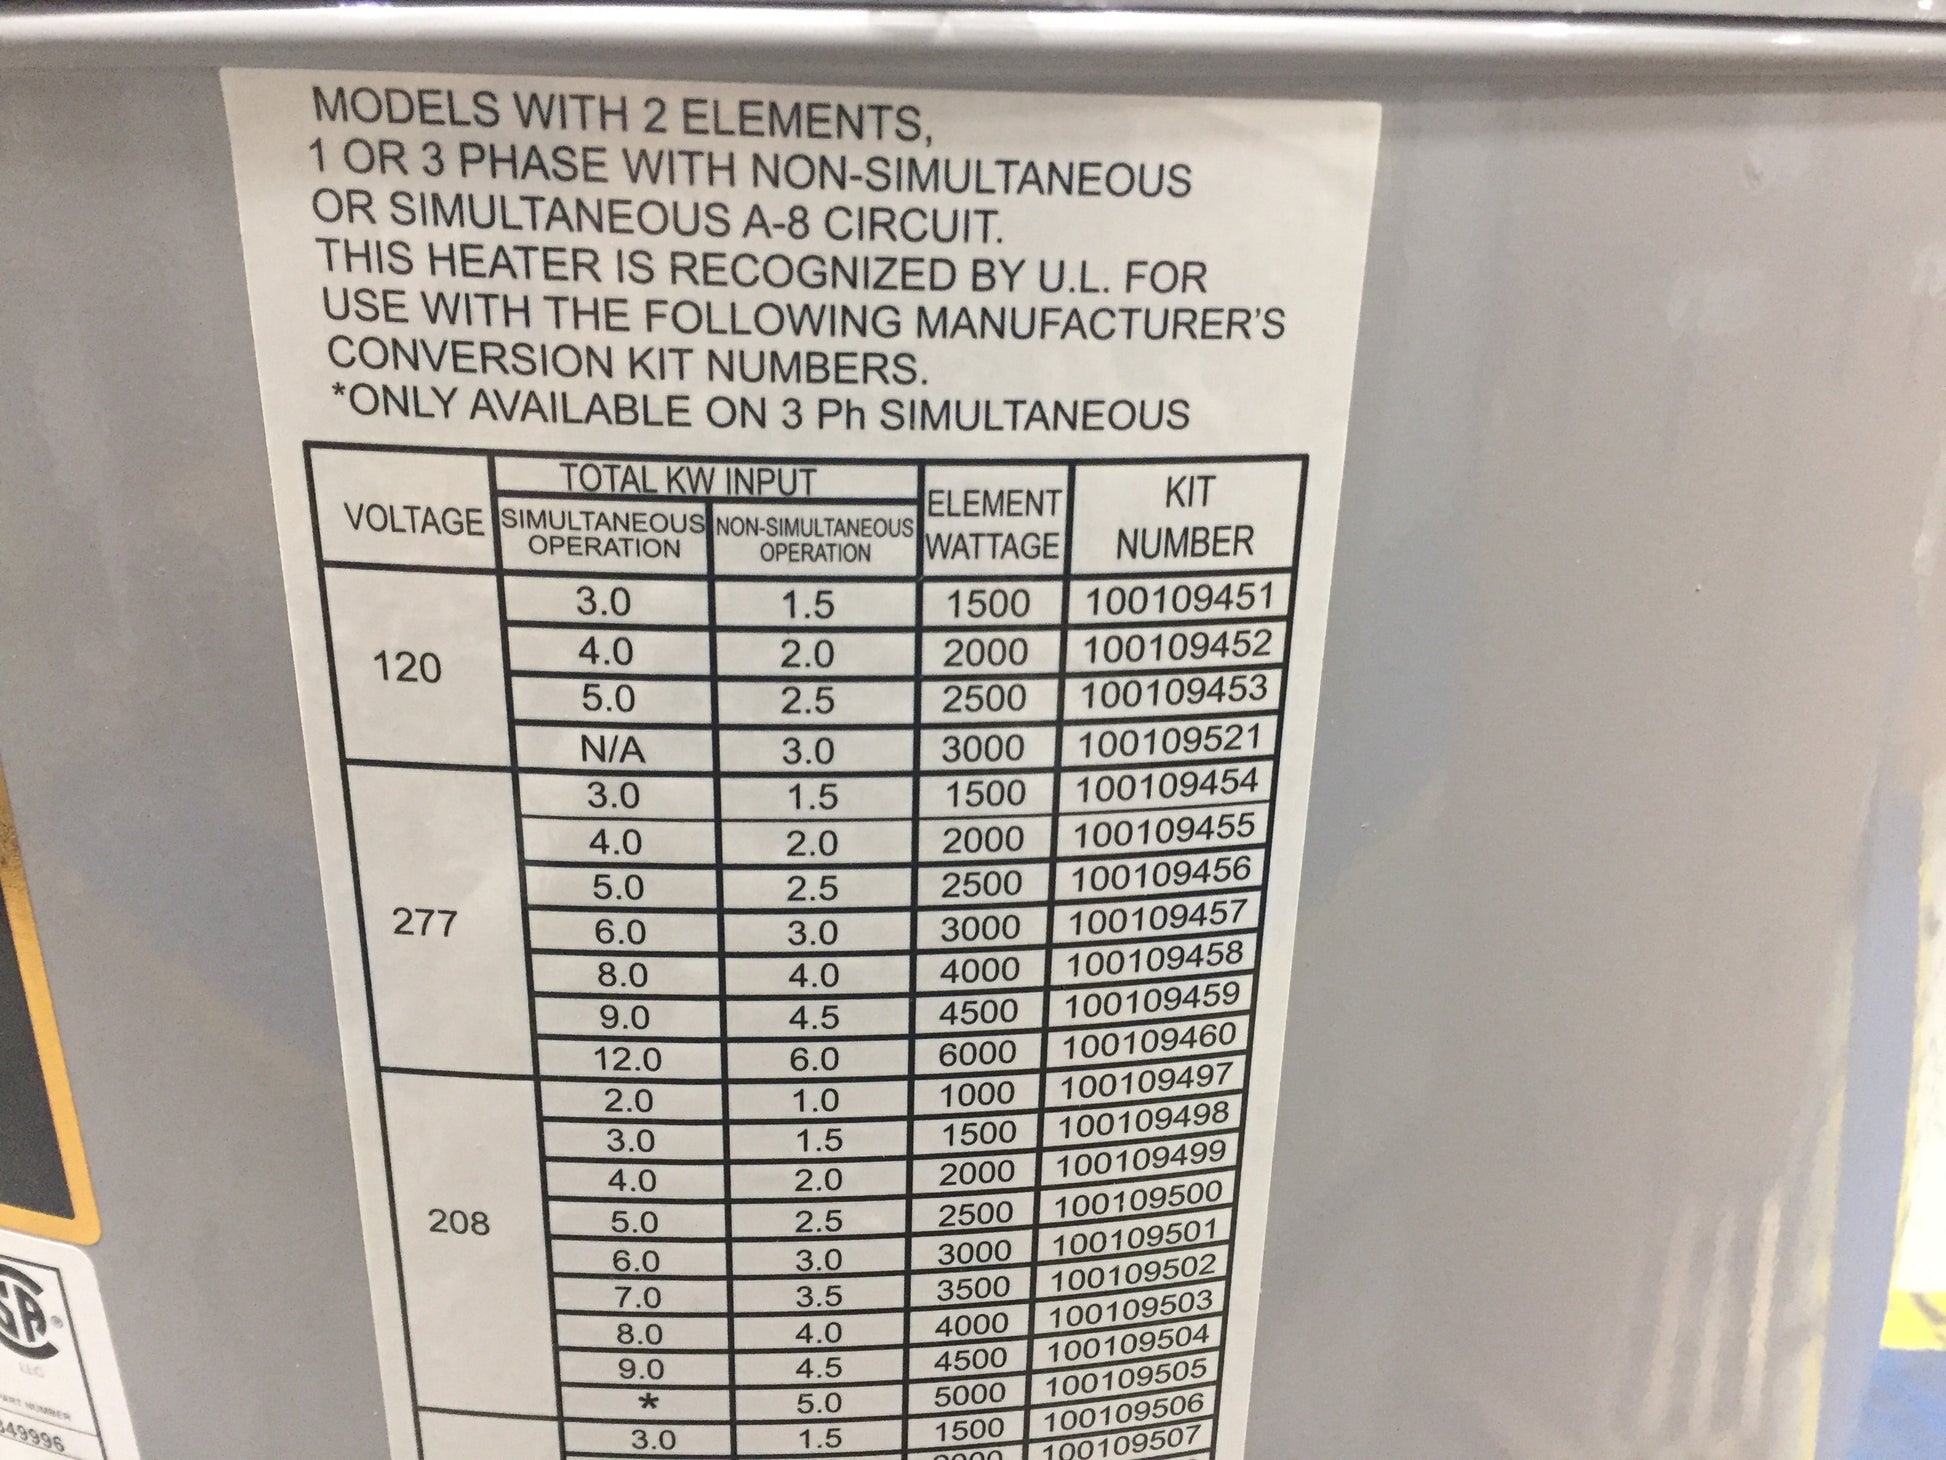 MODELS WITH 2 ELEMENTS,
1 OR 3 PHASE WITH NON-SIMULTANEOUS
OR SIMULTANEOUS A-8 CIRCUIT.
THIS HEATER IS RECOGNIZED BY U.L. FOR
USE WITH THE FOLLOWING MANUFACTURER'S
CONVERSION KIT NUMBERS.
*ONLY AVAILABLE ON 3 Ph SIMULTANEOUS
VOLTAGE TOTAL KW INPUT ELEMENT WATTAGE KIT NUMBER
SIMULTANEOUS OPERATION NON-SIMULTANEOUS OPERATION
120
3.0 1.5 1500 100109451
4.0 2.0 2000 100109452
5.0 2.5 2500 100109453
N/A 3.0 3000 100109521
277
3.0 1.5 1500 100109454
4.0 2.0 2000 100109455
5.0 2.5 2500 100109456
6.0 3.0 3000 100109457
8.0 4.0 4000 100109458
9.0 4.5 4500 100109459
12.0 6.0 6000 100109460
208
2.0 1.0 1000 100109497
3.0 1.5 1500 100109498
4.0 2.0 2000 100109499
5.0 2.5 2500 100109500
6.0 3.0 3000 100109501
7.0 3.5 3500 100109502
8.0 4.0 4000 100109503
9.0 4.5 4500 100109504
* 5.0 5000 100109505
3.0 1.5 1500 100109506
100109507
SA ®
LLC
PART NUMBER
349996